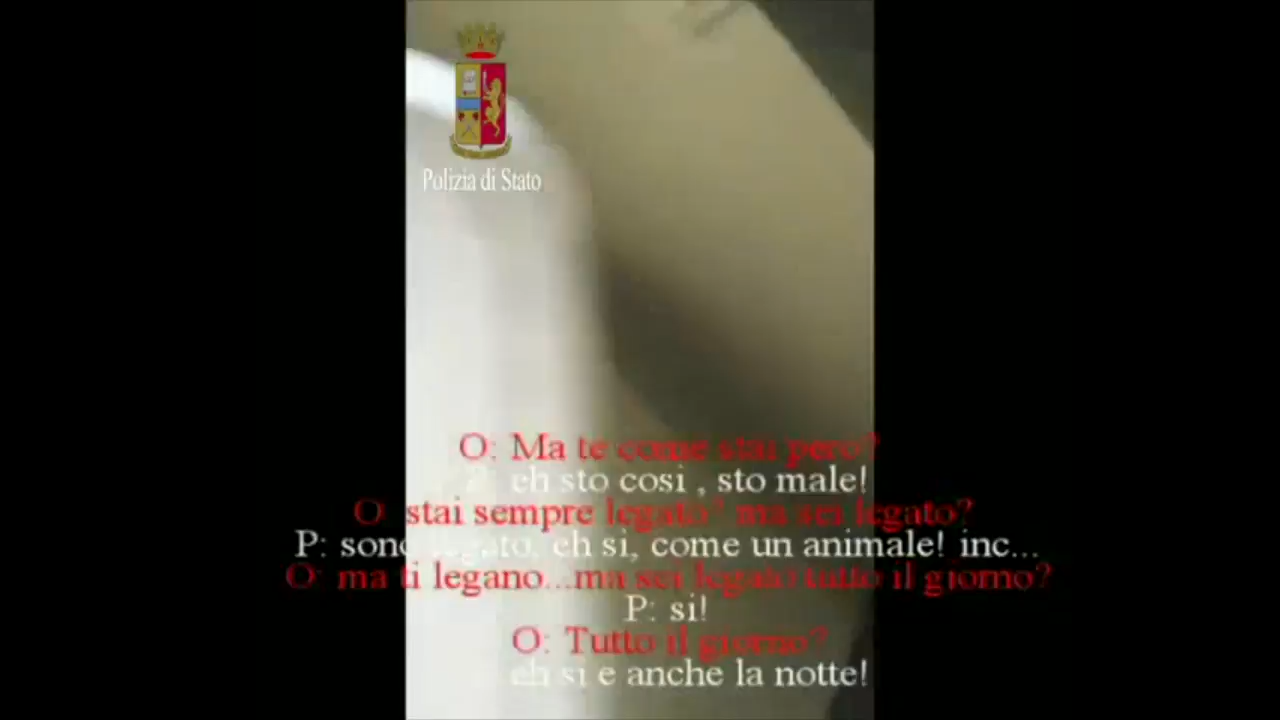 Polizia di Stato
O: Ma te come stai pero?
P: eh sto cosi , sto male!
O: stai sempre legato? ma sei legato?
P: sono legato, eh si, come un animale! inc...
O: ma ti legano...ma sei legato tutto il giorno?
P: si!
O: Tutto il giorno?
eh si e anche la notte!